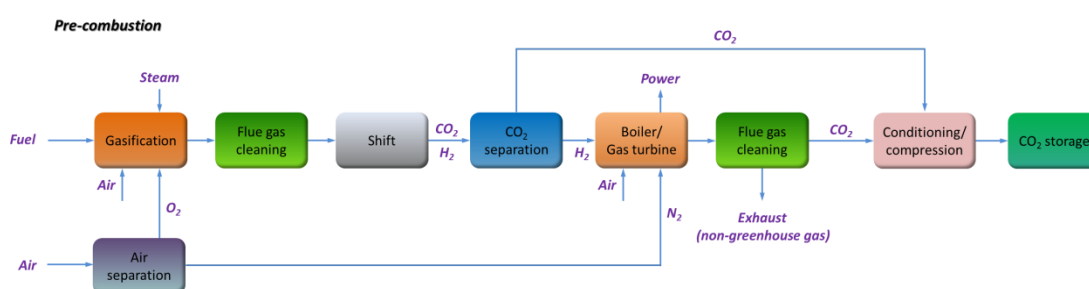 Pre-combustion
CO2
Steam
Power
Fuel
Gasification
Flue gas
cleaning
Shift
CO2
H2
CO2
separation
H2
Boiler/
Gas turbine
Flue gas
cleaning
CO2
Conditioning/
compression
CO2 storage
Air
O2
Air
N2
Exhaust
(non-greenhouse gas)
Air
Air
separation